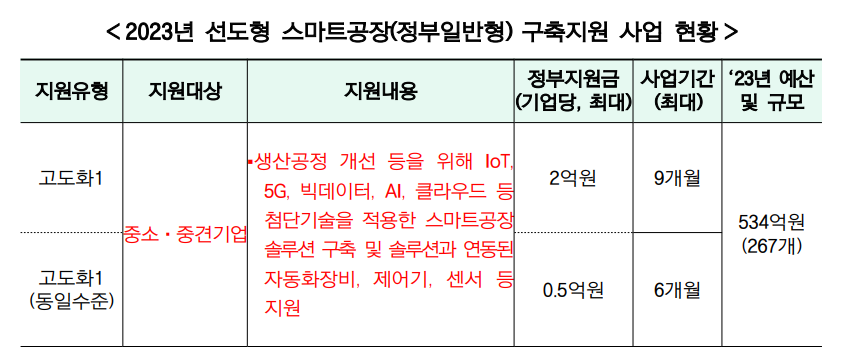 < 2023년 선도형 스마트공장(정부일반형) 구축지원 사업 현황 >
지원유형
지원대상
지원내용
정부지원금
(기업당, 최대)
사업기간
(최대)
‘23년 예산
및 규모
고도화1
중소・중견기업
▪생산공정 개선 등을 위해 IoT,
5G, 빅데이터, AI, 클라우드 등
첨단기술을 적용한 스마트공장
솔루션 구축 및 솔루션과 연동된
자동화장비, 제어기, 센서 등
지원
2억원
9개월
534억원
(267개)
고도화1
(동일수준)
0.5억원
6개월